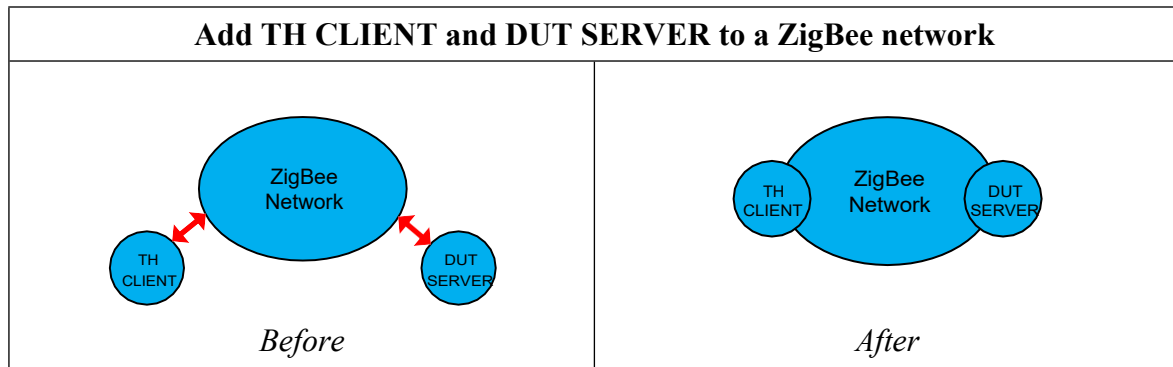 Add TH CLIENT and DUT SERVER to a ZigBee network
ZigBee
Network
TH
CLIENT
DUT
SERVER
Before
ZigBee
Network
TH
CLIENT
DUT
SERVER
After